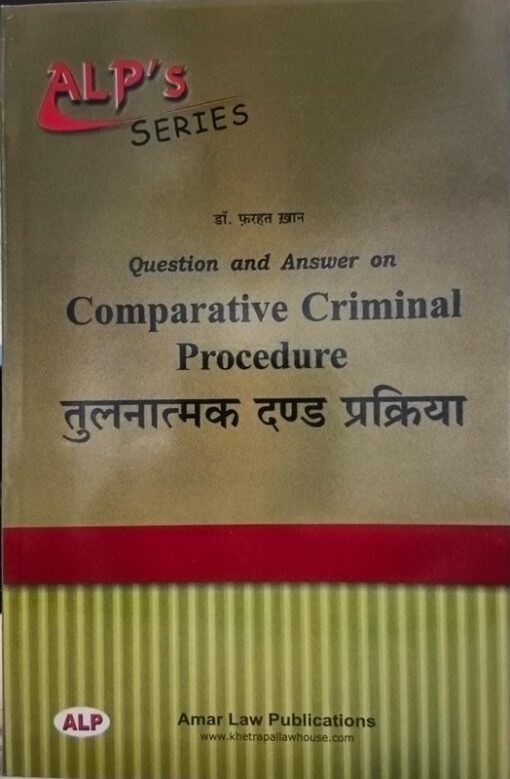 ALP's
SERIES
डॉ. फ़रहत ख़ान
Question and Answer on
Comparative Criminal
Procedure
तुलनात्मक दण्ड प्रक्रिया
ALP
Amar Law Publications
www.khetrapallawhouse.com